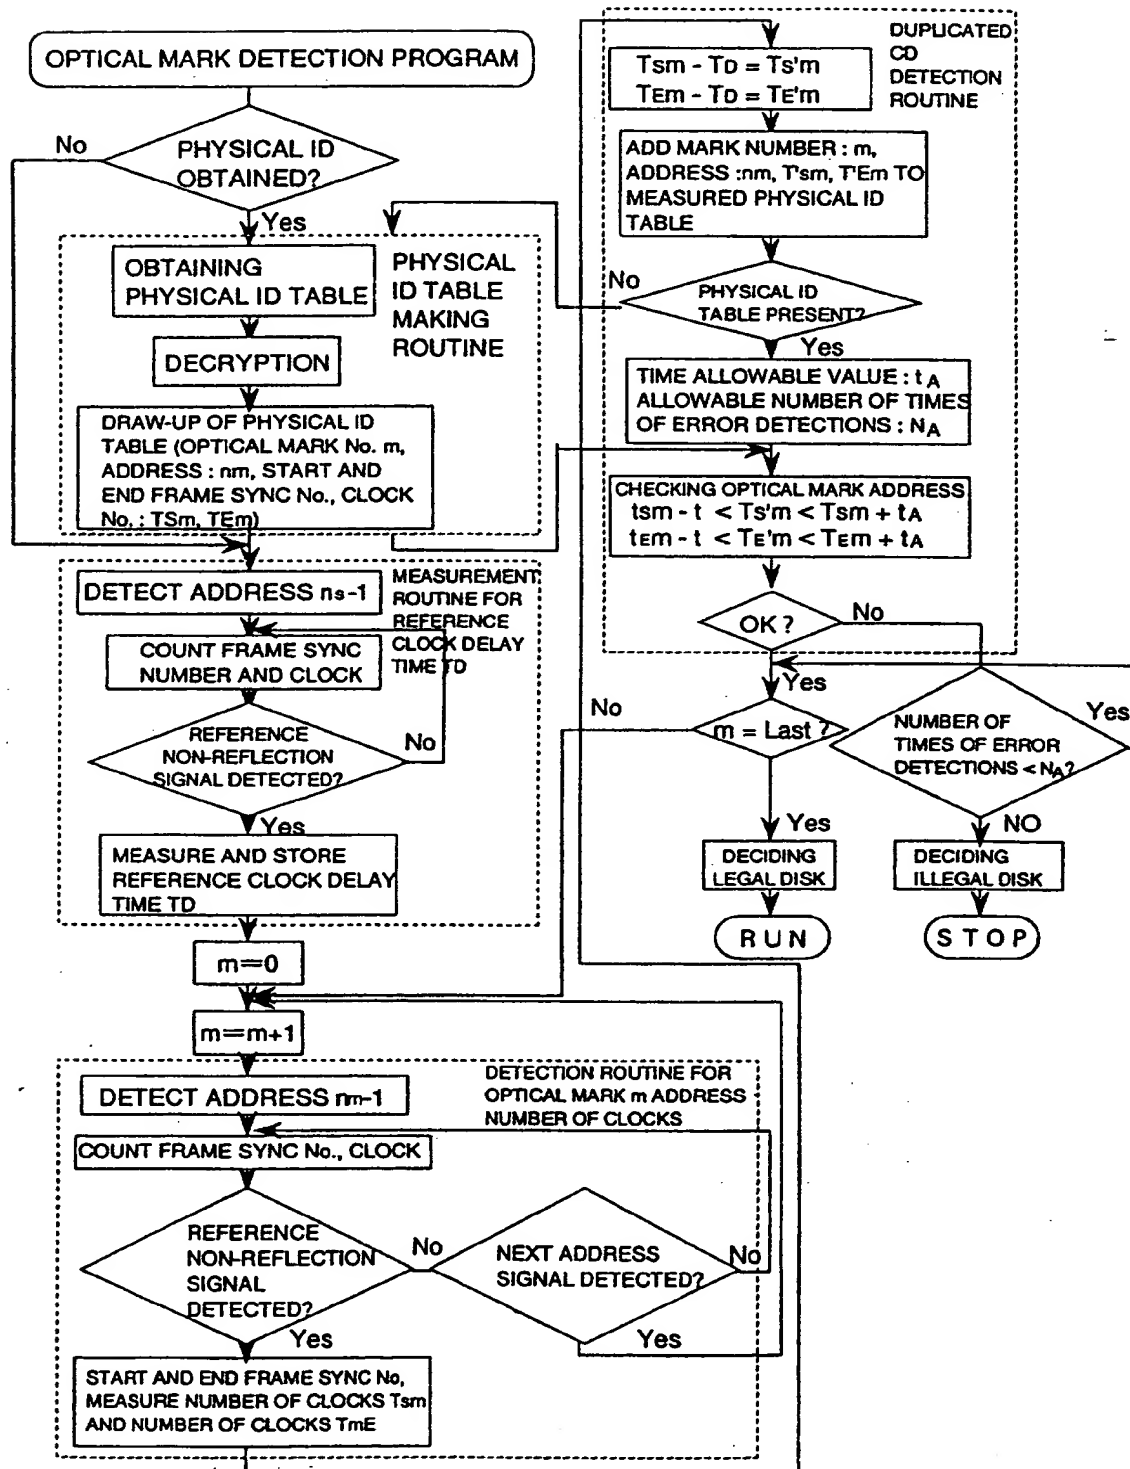 OPTICAL MARK DETECTION PROGRAM
No
PHYSICAL ID
OBTAINED?
Yes
OBTAINING
PHYSICAL ID TABLE
PHYSICAL
ID TABLE
MAKING
ROUTINE
DECRYPTION
DRAW-UP OF PHYSICAL ID
TABLE (OPTICAL MARK No. m,
ADDRESS : nm, START AND
END FRAME SYNC No., CLOCK
No. : TSm, TEm)
DETECT ADDRESS ns-1
MEASUREMENT
ROUTINE FOR
REFERENCE
CLOCK DELAY
TIME TD
COUNT FRAME SYNC
NUMBER AND CLOCK
REFERENCE
NON-REFLECTION
SIGNAL DETECTED?
No
Yes
MEASURE AND STORE
REFERENCE CLOCK DELAY
TIME TD
m=0
m=m+1
DETECT ADDRESS nm-1
DETECTION ROUTINE FOR
OPTICAL MARK m ADDRESS
NUMBER OF CLOCKS
COUNT FRAME SYNC No., CLOCK
REFERENCE
NON-REFLECTION
SIGNAL
DETECTED?
No
NEXT ADDRESS
SIGNAL DETECTED?
No
Yes
Yes
START AND END FRAME SYNC No,
MEASURE NUMBER OF CLOCKS Tsm
AND NUMBER OF CLOCKS TmE
DUPLICATED
CD
DETECTION
ROUTINE
Tsm - TD = Ts'm
TEm - TD = TE'm
ADD MARK NUMBER : m,
ADDRESS :nm, T'sm, T'Em TO
MEASURED PHYSICAL ID
TABLE
No
PHYSICAL ID
TABLE PRESENT?
Yes
TIME ALLOWABLE VALUE : tA
ALLOWABLE NUMBER OF TIMES
OF ERROR DETECTIONS : NA
CHECKING OPTICAL MARK ADDRESS
tsm - t < Ts'm < Tsm + tA
tEm - t < TE'm < TEm + tA
OK ?
No
Yes
No
m = Last ?
NUMBER OF
TIMES OF ERROR
DETECTIONS < NA?
Yes
Yes
NO
DECIDING
LEGAL DISK
DECIDING
ILLEGAL DISK
RUN
STOP